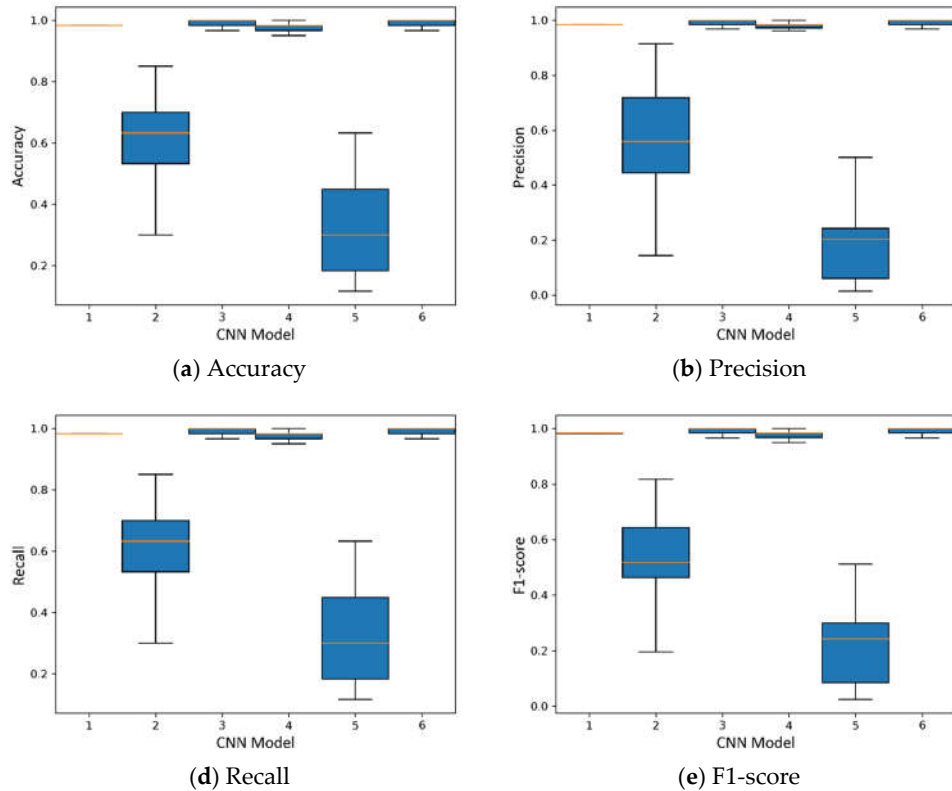 1.0
0.8
0.6
0.4
0.2
Accuracy
1 2 3 4 5 6
CNN Model
(a) Accuracy
1.0
0.8
0.6
0.4
0.2
0.0
Precision
1 2 3 4 5 6
CNN Model
(b) Precision
1.0
0.8
0.6
0.4
0.2
Recall
1 2 3 4 5 6
CNN Model
(d) Recall
1.0
0.8
0.6
0.4
0.2
0.0
F1-score
1 2 3 4 5 6
CNN Model
(e) F1-score